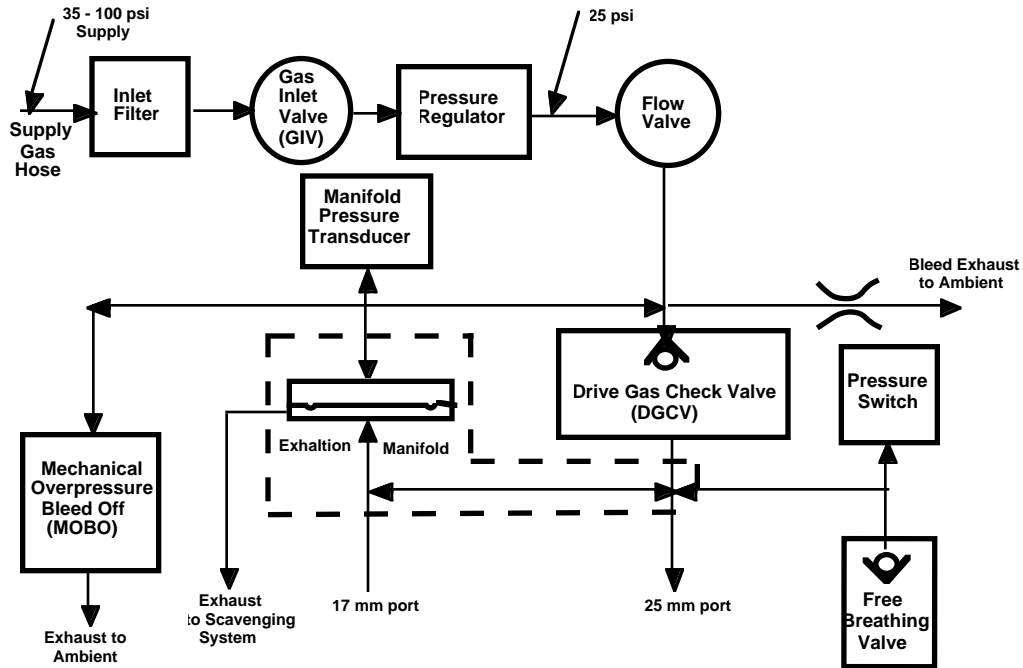 35 - 100 psi
Supply
25 psi
Inlet
Filter
Gas
Inlet
Valve
(GIV)
Pressure
Regulator
Flow
Valve
Supply
Gas
Hose
Manifold
Pressure
Transducer
Bleed Exhaust
to Ambient
Drive Gas Check Valve
(DGCV)
Pressure
Switch
Exhaltion
Manifold
Mechanical
Overpressure
Bleed Off
(MOBO)
Exhaust
to Scavenging
System
17 mm port
25 mm port
Free
Breathing
Valve
Exhaust to
Ambient